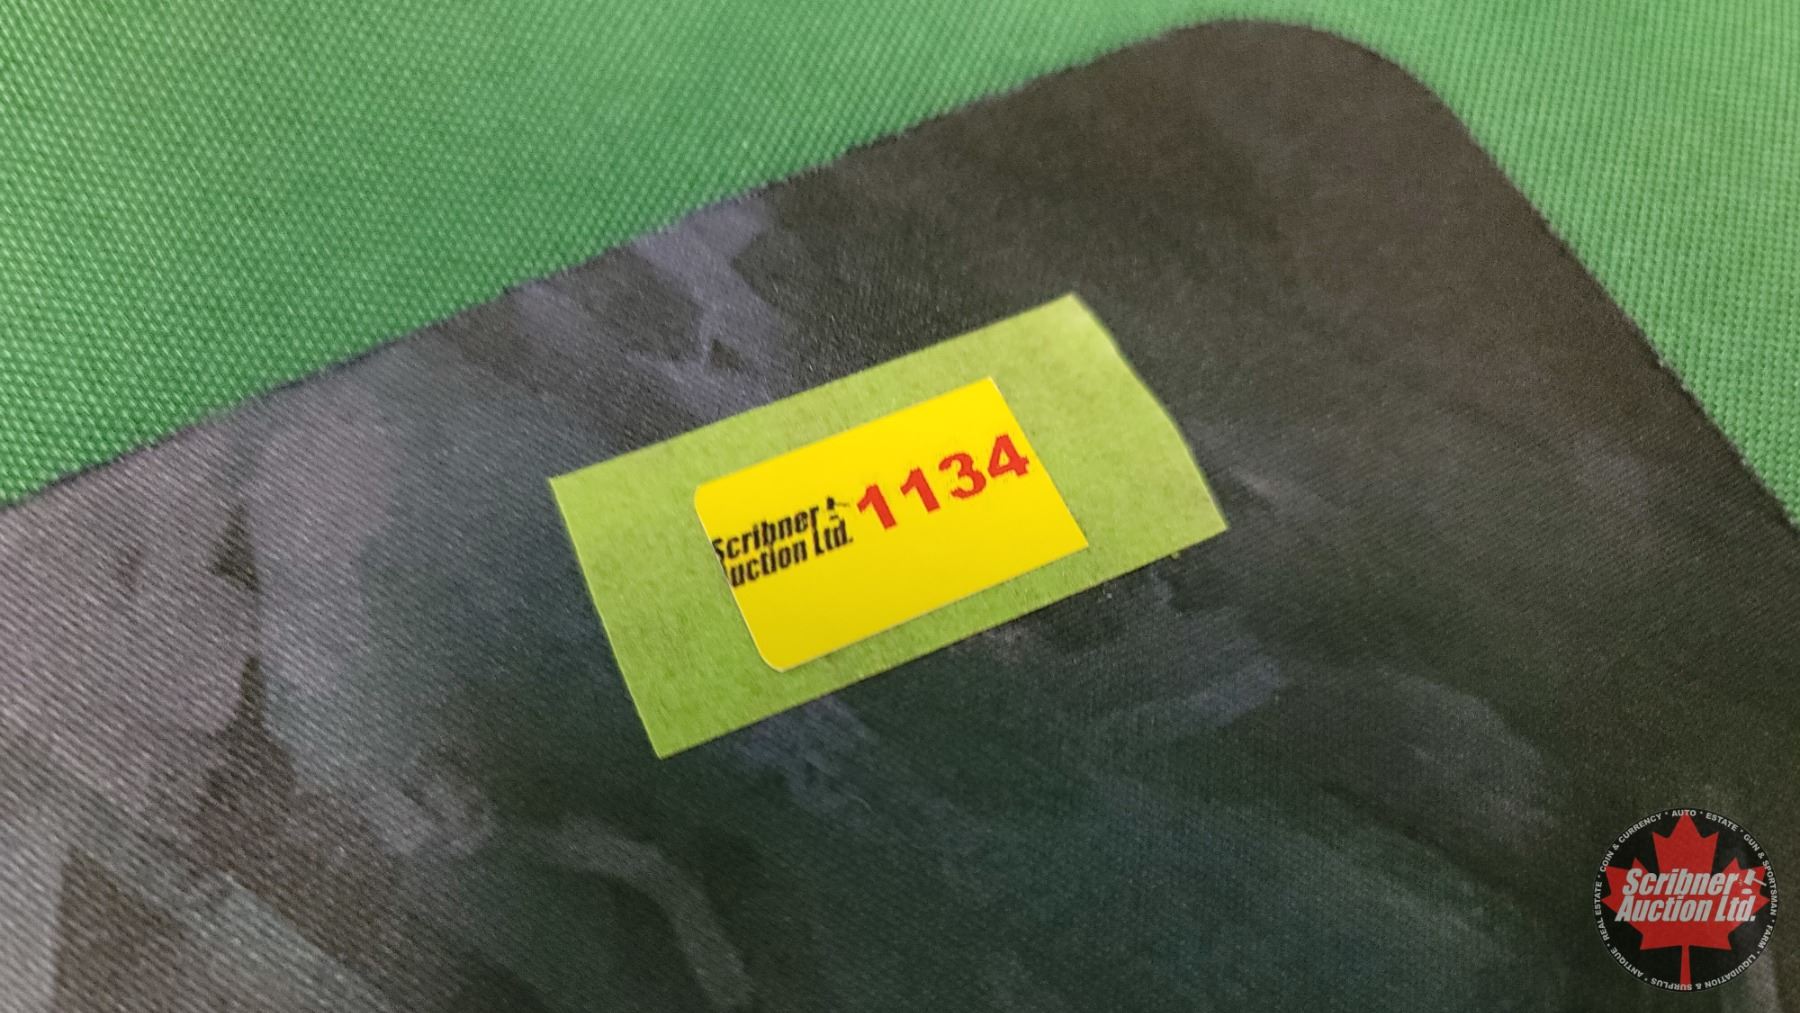 Scribner
Auction Ltd.
1134
REAL ESTATE • COIN & CURRENCY • AUTO • ESTATE • GUN & SPORTSMAN • FARM • LIQUIDATION & SURPLUS • ANTIQUE •
Scribner
Auction Ltd.